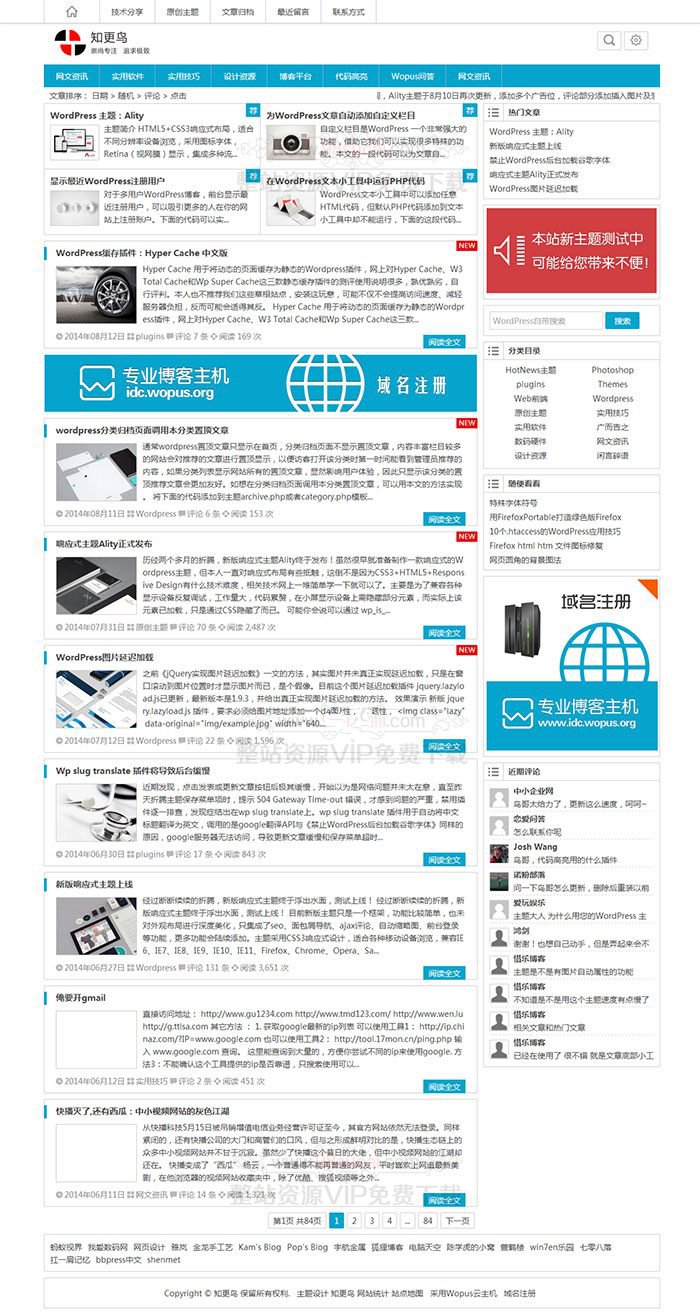 技术分享 原创主题 文章归档 最近留言 联系方式
知更鸟
崇尚专注 追求极致
网文资讯 实用软件 实用技巧 设计资源 博客平台 代码高亮 Wopus问答 网文资讯
文章排序： 日期 > 随机 > 评论 > 点击
，Ality主题于8月10日再次更新，添加多个广告位，评论部分添加插入图片及
WordPress 主题：Ality
荐
主题简介 HTML5+CSS3响应式布局，适
合不同分辨率设备浏览，采用图标字体，
Retina（视网膜）显示，集成多种流...
为WordPress文章自动添加自定义栏目
荐
自定义栏目是WordPress 一个非常强大的
功能，借助它我们可以实现很多特殊的功
能。本文的一段代码可以为文章自...
显示最近WordPress注册用户
荐
对于多用户WordPress博客，前台显示最
近注册用户，可以吸引更多的人在你的网
站上注册账户。下面的代码可以实...
在WordPress文本小工具中运行PHP代码
荐
WordPress文本小工具中可以添加任意
HTML代码，但默认PHP代码添加到文本
小工具中却不能运行，下面的这段代码...
WordPress缓存插件：Hyper Cache 中文版
NEW
Hyper Cache 用于将动态的页面缓存为静态的Wordpress插件，网上对Hyper Cache、W3
Total Cache和Wp Super Cache这三款静态缓存插件的测评使用说明很多，熟优熟劣，自
行评判。本人也不推荐我们这些草根站点，安装这玩意，可能不仅不会提高访问速度、减轻
服务器负担，反而可能会适得其反。 Hyper Cache 用于将动态的页面缓存为静态的Wordpr
ess插件，网上对Hyper Cache、W3 Total Cache和Wp Super Cache这三款...
2014年08月12日 plugins 评论 7 条 阅读 169 次
阅读全文
专业博客主机
idc.wopus.org
域名注册
wordpress分类归档页面调用本分类置顶文章
NEW
通常wordpress置顶文章只显示在首页，分类归档页面不显示置顶文章，内容丰富栏目较多
的网站会对推荐的文章进行置顶显示，以便访客打开该分类时第一时间能看到管理员推荐的
内容，如果分类列表显示网站所有的置顶文章，显然影响用户体验，因此只显示该分类的置
顶推荐文章更加友好。如想在分类归档页面调用本分类置顶文章，可以用本文的方法实现
。 将下面的代码添加到主题archive.php或者category.php模板...
2014年08月11日 Wordpress 评论 6 条 阅读 153 次
阅读全文
响应式主题Ality正式发布
NEW
历经两个多月的折腾，新版响应式主题Ality终于发布！虽然很早就准备制作一款响应式的W
ordpress主题，但本人一直对响应式布局有些抵触，这张不是因为CSS3+HTML5+Respons
ive Design有什么技术难度，相关技术网上一堆简单学一下就可以了。主要是为了兼容各种
显示设备反复调试，工作量大，代码累赘，在小屏显示设备上需隐藏部分元素，而实际上该
元素已加载，只是通过CSS隐藏了而已。 可能你会说可以通过 wp_is_...
2014年07月31日 原创主题 评论 70 条 阅读 2,487 次
阅读全文
WordPress图片延迟加载
NEW
之前《jQuery实现图片延迟加载》一文的方法，其实图片并未真正实现延迟加载，只是在窗
口滚动到图片位置时才显示图片而已，是个假像。目前这个图片延迟加载插件 jquery.lazylo
ad.js已更新，最新版本是1.9.3，并给出真正实现图片延迟加载的方法。 效果演示 新版 jque
ry.lazyload.js 插件，要求必须给图片地址添加一个da
data-original="img/example.jpg" width="640...
2014年07月12日 Wordpress 评论 22 条 阅读 1,596 次
阅读全文
整站资源VIP免费下载
Wp slug translate 插件将导致后台缓慢
近期发现，点击发表或更新文章按钮后极其缓慢，开始以为是网络问题并未太在意，直至昨
天折腾主题保存菜单项时，提示 504 Gateway Time-out 错误，才感到问题的严重，禁用插
件逐一排查，发现症结出在wp slug translate上。wp slug translate 插件用于自动将中文
标题翻译为英文，调用的是google翻译API与《禁止WordPress后台加载谷歌字体》同样的
原因，google服务器无法访问，导致更新文章缓慢和保存菜单超时...
2014年06月30日 plugins 评论 17 条 阅读 843 次
阅读全文
新版响应式主题上线
经过断断续续的折腾，新版响应式主题终于浮出水面，测试上线！ 经过断断续续的折腾，新
版响应式主题终于浮出水面，测试上线！ 目前新版主题只是一个框架，功能比较简单，也未
对外观布局进行深度美化，只集成了seo、面包屑导航、ajax评论、自动缩略图、前台登录
等功能，更多功能会陆续添加。主题采用CSS3响应式设计，适合各种移动设备浏览，兼容IE
6、IE7、IE8、IE9、IE10、IE11、Firefox、Chrome、Opera、Sa...
2014年06月27日 Wordpress 评论 131 条 阅读 3,651 次
阅读全文
俺要开gmail
直接访问地址： http://www.gu1234.com http://www.tmd123.com/ http://www.wen.lu
http://g.ttlsa.com 其它方法 ： 1. 获取google最新的ip列表 可以使用工具1： http://ip.chi
naz.com/?IP=www.google.com 也可以使用工具2： http://tool.17mon.cn/ping.php 输
入 www.google.com 查询。 这里能查询到大量的，方便你尝试不同的ip来使用google. 方
法3：不能确认这个工具提供的ip是否靠谱，只搜索使用可以...
2014年06月12日 实用技巧 评论 2 条 阅读 451 次
阅读全文
快播灭了,还有西瓜：中小视频网站的灰色江湖
从快播科技5月15日被吊销增值电信业务经营许可证至今，其官方网站依然无法登录。同样
紧闭的，还有快播公司的大门和高管们的口风，但与之形成鲜明对比的是，快播生态链上的
众多中小视频网站并不甘于沉寂。虽然少了快播这个昔日的大佬，但中小视频网站的江湖却
还在。 快播变成了“西瓜” 杨云，一个普通得不能再普通的网友，平时喜欢上网追最新美
剧，在他浏览器的视频网站收藏夹中，除了优酷、搜狐视频等之外...
2014年06月11日 网文资讯 评论 14 条 阅读 1,321 次
阅读全文
整站资源VIP免费下载
第1页 共84页 1 2 3 4 ... 84 下一页
热门文章
WordPress 主题：Ality
新版响应式主题上线
禁止WordPress后台加载谷歌字体
响应式主题Ality正式发布
WordPress图片延迟加载
本站新主题测试中
可能给您带来不便！
WordPress自带搜索 搜索
分类目录
HotNews主题 Photoshop
plugins Themes
Web前端 Wordpress
原创主题 实用技巧
实用软件 广而告之
数码硬件 网文资讯
设计资源 闲言碎语
随便看看
特殊字体符号
用FirefoxPortable打造绿色版Firefox
10个.htaccess的WordPress应用技巧
Firefox html htm 文件图标修复
网页圆角的背景图法
域名注册
专业博客主机
www.idc.wopus.org
近期评论
中小企业网
鸟哥太给力了，更新这么速度，呵呵~
恋爱问答
怎么联系你呢
Josh Wang
鸟哥，代码高亮用的什么插件
诺粉部落
问一下鸟哥怎么更新，删除后重装以前
爱玩娱乐
主题大人 为什么用您的WordPress 主
鸿剑
谢谢！也想自己动手，但是弄起来会不
惜乐博客
主题是不是有图片自动属性的功能
惜乐博客
不知道是不是用这个主题速度有点慢了
惜乐博客
相关文章和热门文章
惜乐博客
已经在使用了 很不错 就是文章底部小工
蚂蚁视界 我爱数码网 网页设计 雅岚 金龙手工艺 Kam's Blog Pop's Blog 宇航金属 狐狸博客 电脑天空 陈学虎的小窝 萱鹤楼 win7en乐园 七零八落
扛一肩记忆 bbpress中文 shenmet
Copyright © 知更鸟 保留所有权利. 主题设计 知更鸟 网站统计 站点地图 采用Wopus云主机 域名注册